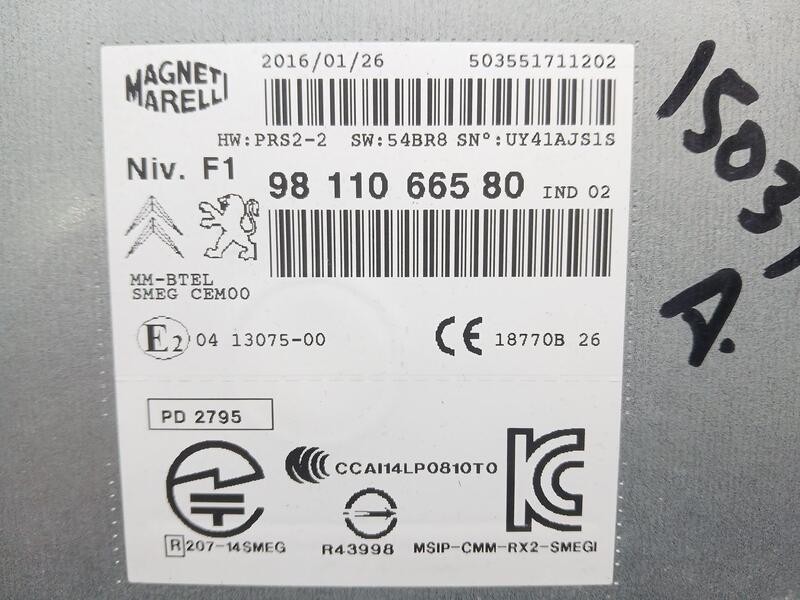 MAGNETI MARELLI
2016/01/26 503551711202
HW:PRS2-2 SW:54BR8 SN°:UY41AJS1S
Niv. F1
98 110 665 80 IND 02
MM-BTEL
SMEG CEM00
E2 04 13075-00
CE 18770B 26
PD 2795
CCAI14LP0810T0
R 207-14SMEG
R43998
MSIP-CMM-RX2-SMEGI
1503
A.